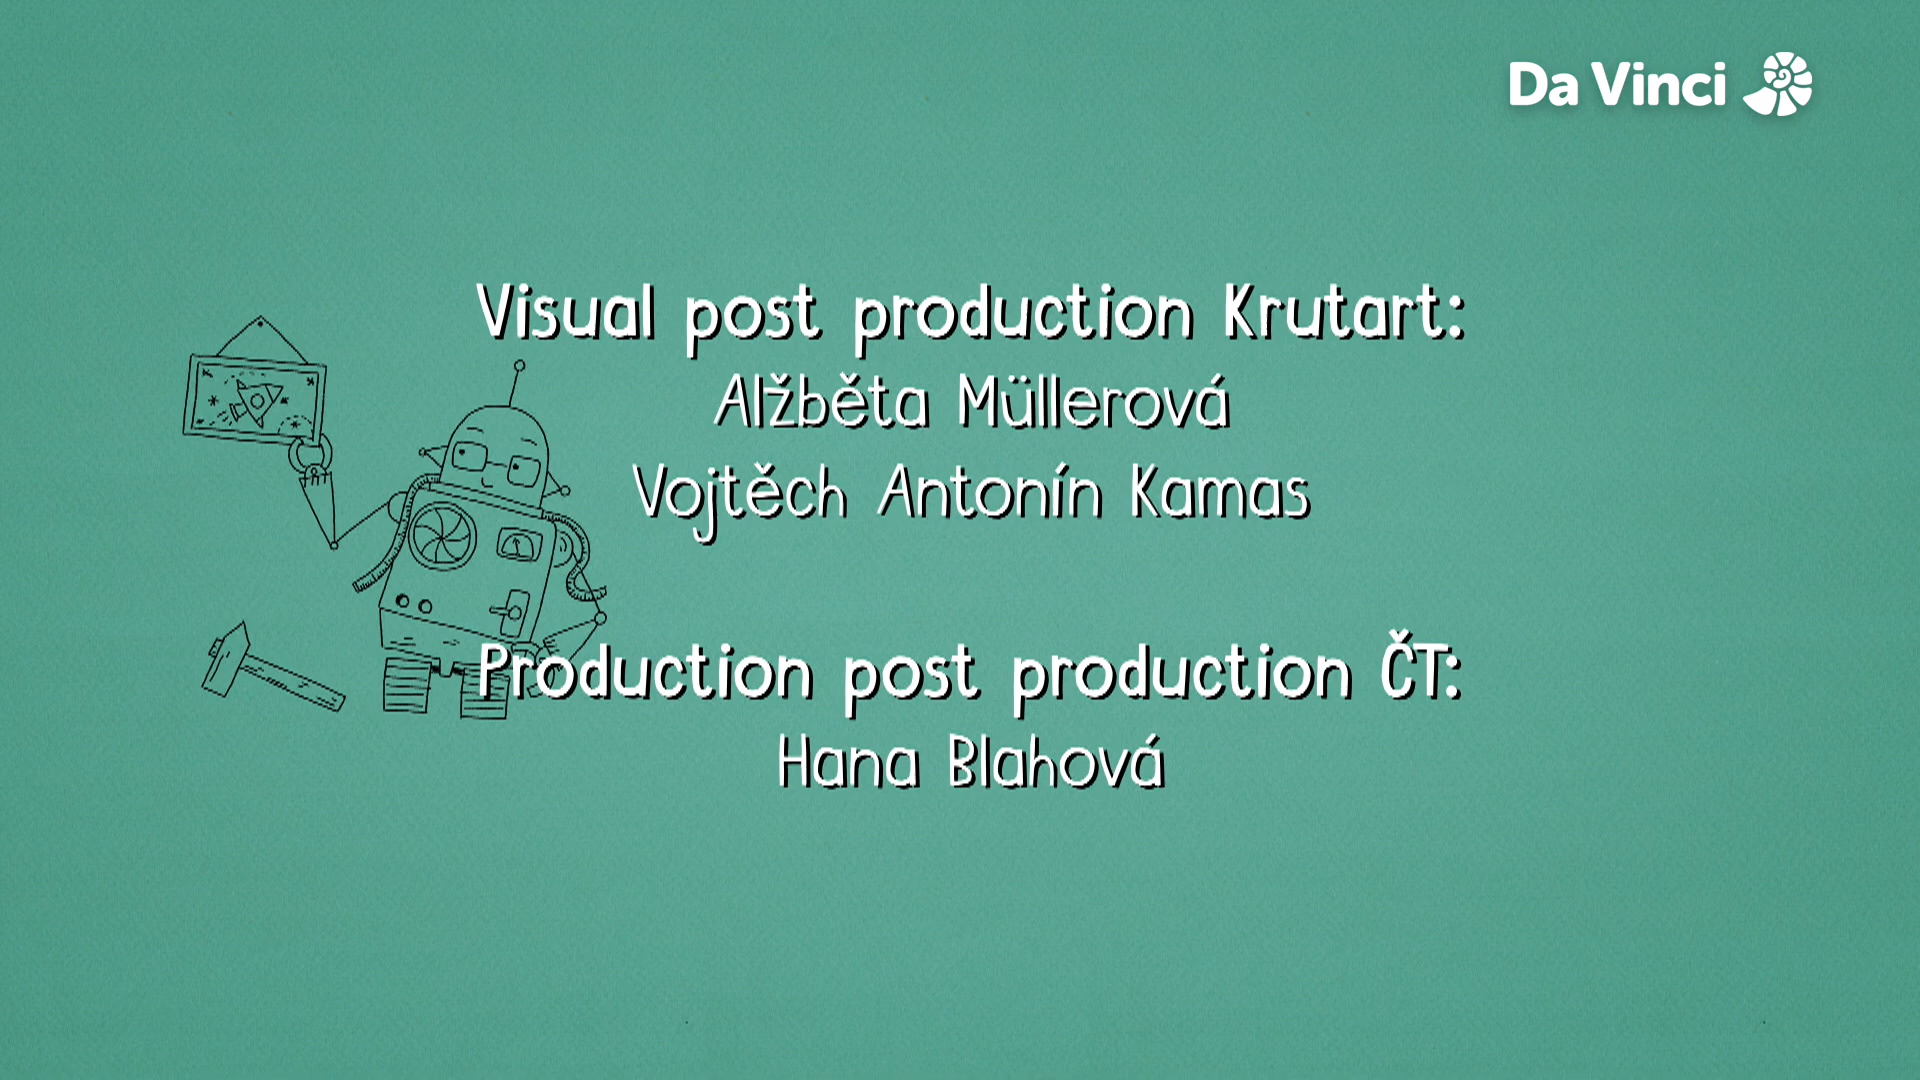 Da Vinci
Visual post production Krutart:
Alžběta Müllerová
Vojtěch Antonín Kamas
Production post production ČT:
Hana Blahová